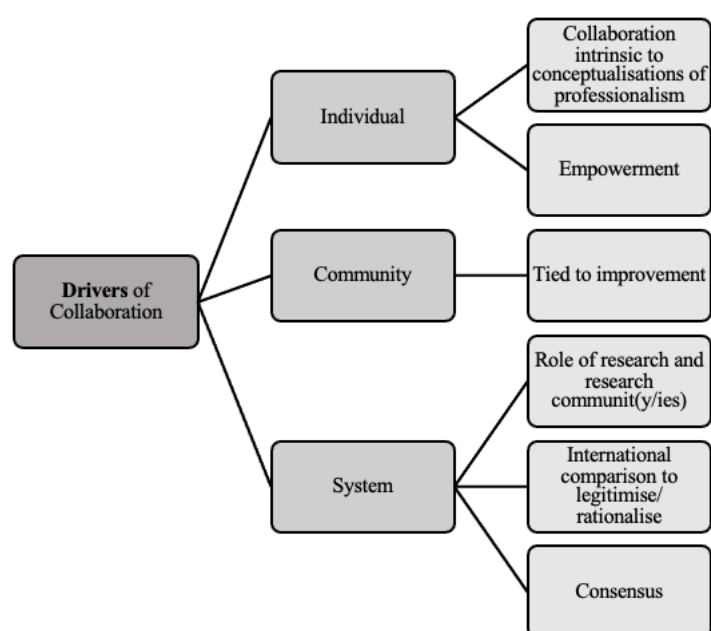 Drivers of
Collaboration
Individual
Collaboration
intrinsic to
conceptualisations of
professionalism
Empowerment
Community
Tied to improvement
System
Role of research and
research
communit(y/ies)
International
comparison to
legitimise/
rationalise
Consensus